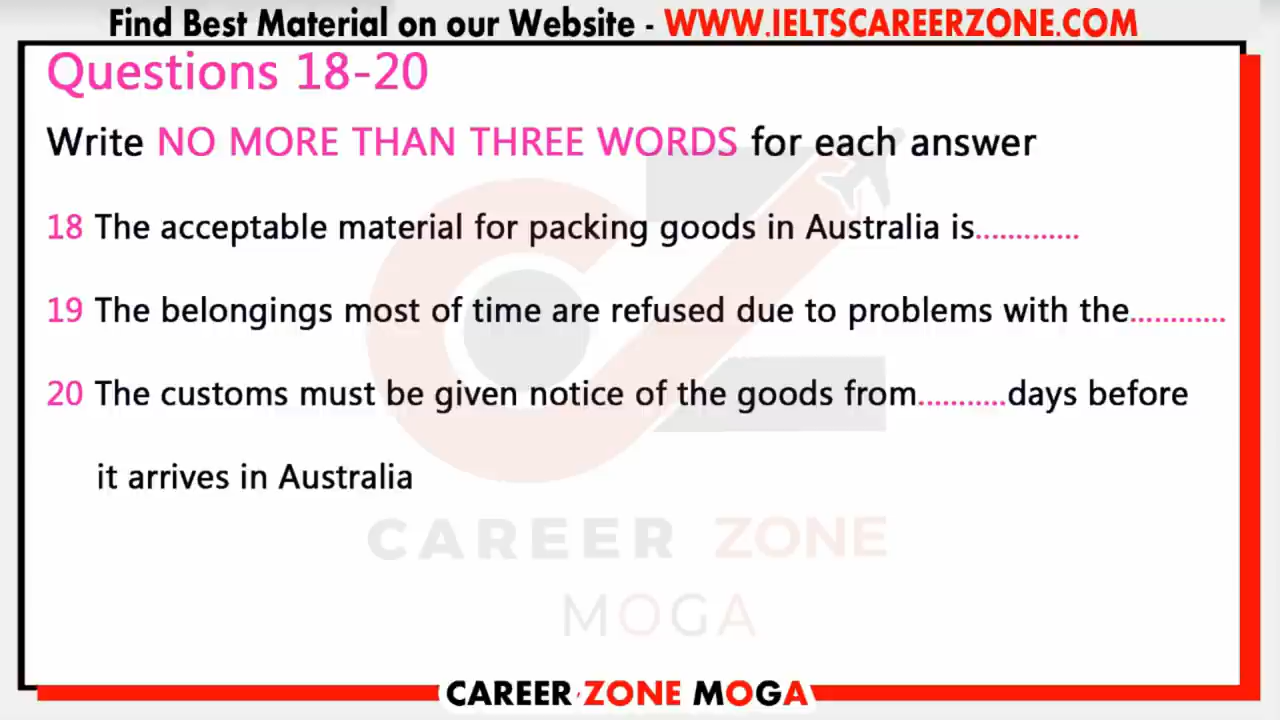 Find Best Material on our Website - WWW.IELTSCAREERZONE.COM
Questions 18-20
Write NO MORE THAN THREE WORDS for each answer
18 The acceptable material for packing goods in Australia is.............
19 The belongings most of time are refused due to problems with the............
20 The customs must be given notice of the goods from...........days before
it arrives in Australia
CAREER ZONE
MOGA
CAREER ZONE MOGA